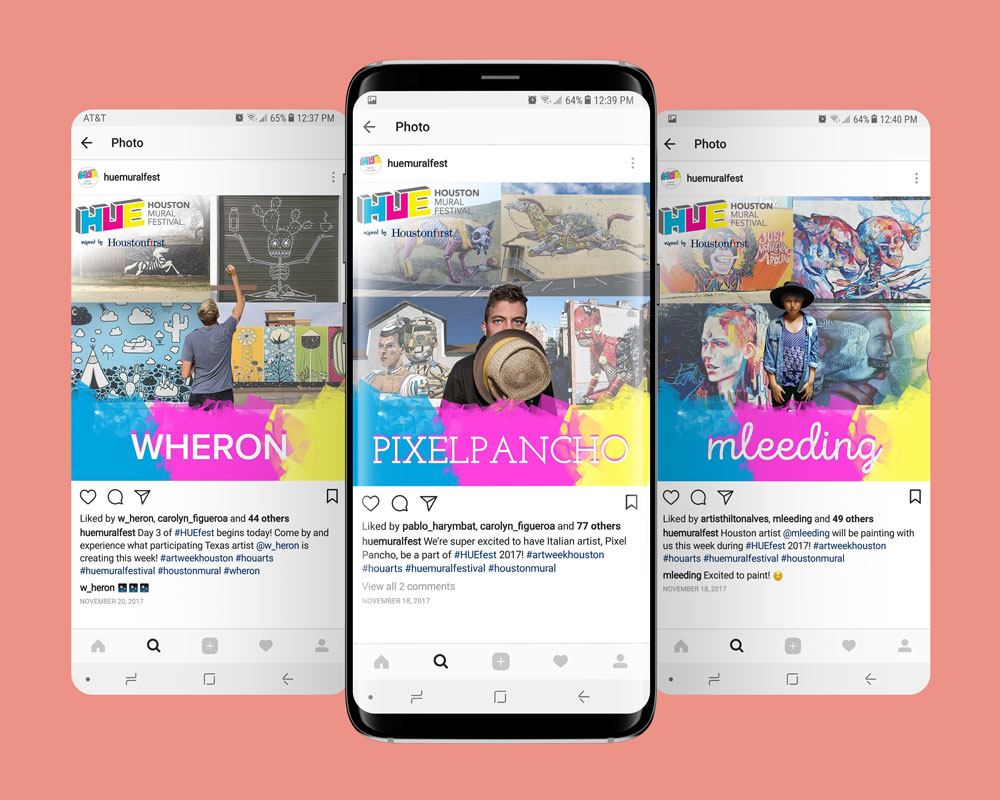 AT&T 65% 12:37 PM
Photo
huemuralfest
HUE HOUSTON
MURAL
FESTIVAL
inspired by Houstonfirst
WHERON
Liked by w_heron, carolyn_figueroa and 44 others
huemuralfest Day 3 of #HUEfest begins today! Come by and
experience what participating Texas artist @w_heron is
creating this week! #artweekhouston #houarts
#huemuralfestival #houstonmural #wheron
w_heron
NOVEMBER 20, 2017
64% 12:39 PM
Photo
huemuralfest
HUE HOUSTON
MURAL
FESTIVAL
inspired by Houstonfirst
PIXELPANCHO
Liked by pablo_harymbat, carolyn_figueroa and 77 others
huemuralfest We're super excited to have Italian artist, Pixel
Pancho, be a part of #HUEfest 2017! #artweekhouston
#houarts #huemuralfestival #houstonmural
View all 2 comments
NOVEMBER 18, 2017
64% 12:40 PM
Photo
huemuralfest
HUE HOUSTON
MURAL
FESTIVAL
inspired by Houstonfirst
JUST
mleeding
Liked by artisthiltonalves, mleeding and 49 others
huemuralfest Houston artist @mleeding will be painting with
us this week during #HUEfest 2017! #artweekhouston
#houarts #huemuralfestival #houstonmural
mleeding Excited to paint! 😊
NOVEMBER 18, 2017